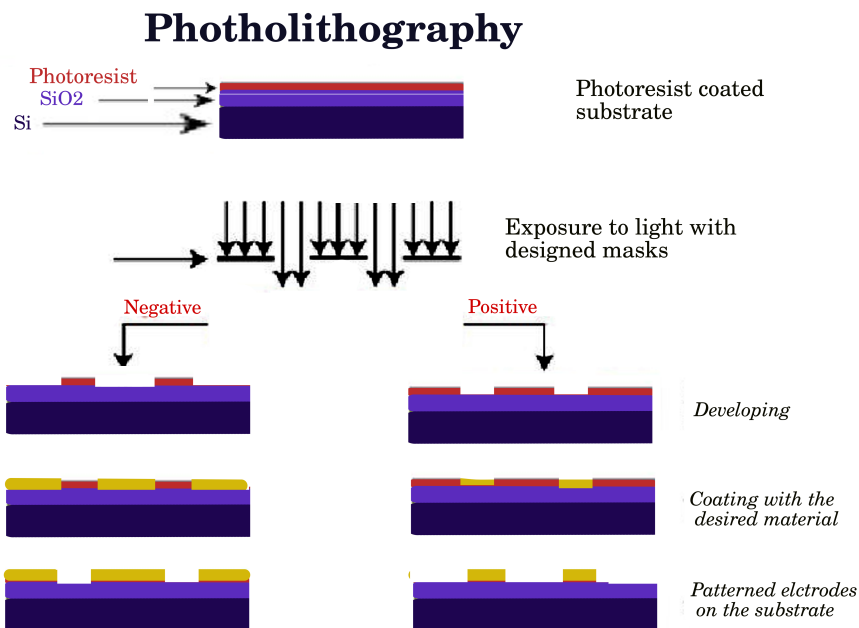 Photholithography
Photoresist
SiO2
Si
Photoresist coated
substrate
Exposure to light with
designed masks
Negative
Positive
Developing
Coating with the
desired material
Patterned elctrodes
on the substrate